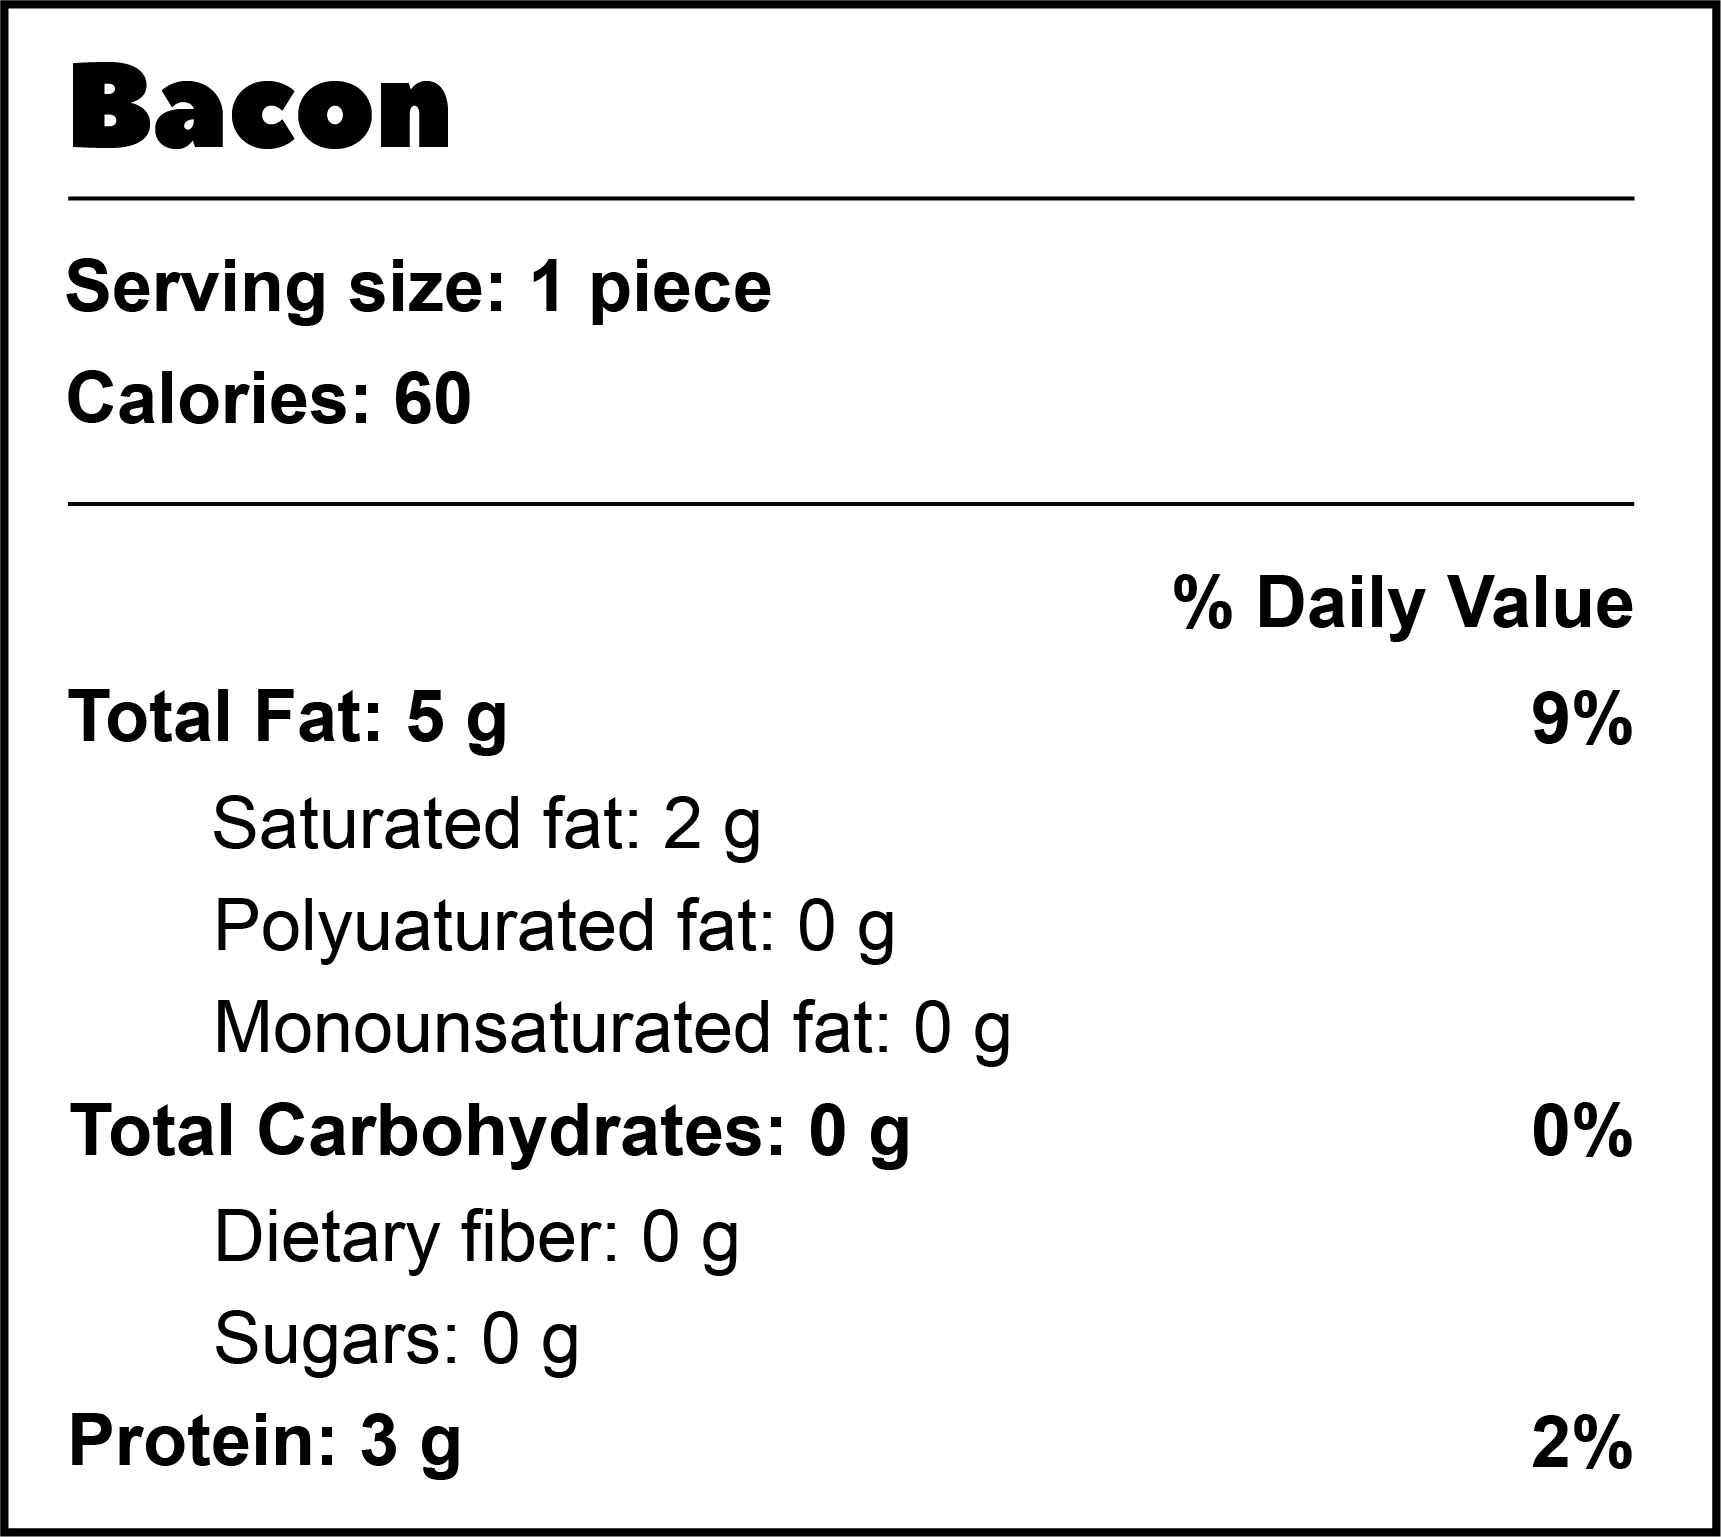 Bacon
Serving size: 1 piece
Calories: 60
% Daily Value
Total Fat: 5 g 9%
Saturated fat: 2 g
Polyuaturated fat: 0 g
Monounsaturated fat: 0 g
Total Carbohydrates: 0 g 0%
Dietary fiber: 0 g
Sugars: 0 g
Protein: 3 g 2%